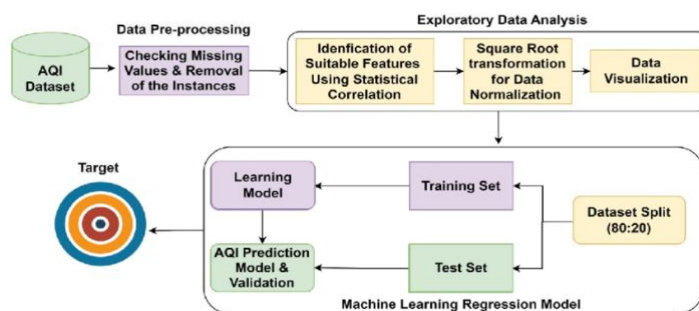 Exploratory Data Analysis
Data Pre-processing
AQI
Dataset
Checking Missing
Values & Removal
of the Instances
Idenfication of
Suitable Features
Using Statistical
Correlation
Square Root
transformation
for Data
Normalization
Data
Visualization
Target
Learning
Model
Training Set
Dataset Split
(80:20)
AQI Prediction
Model &
Validation
Test Set
Machine Learning Regression Model